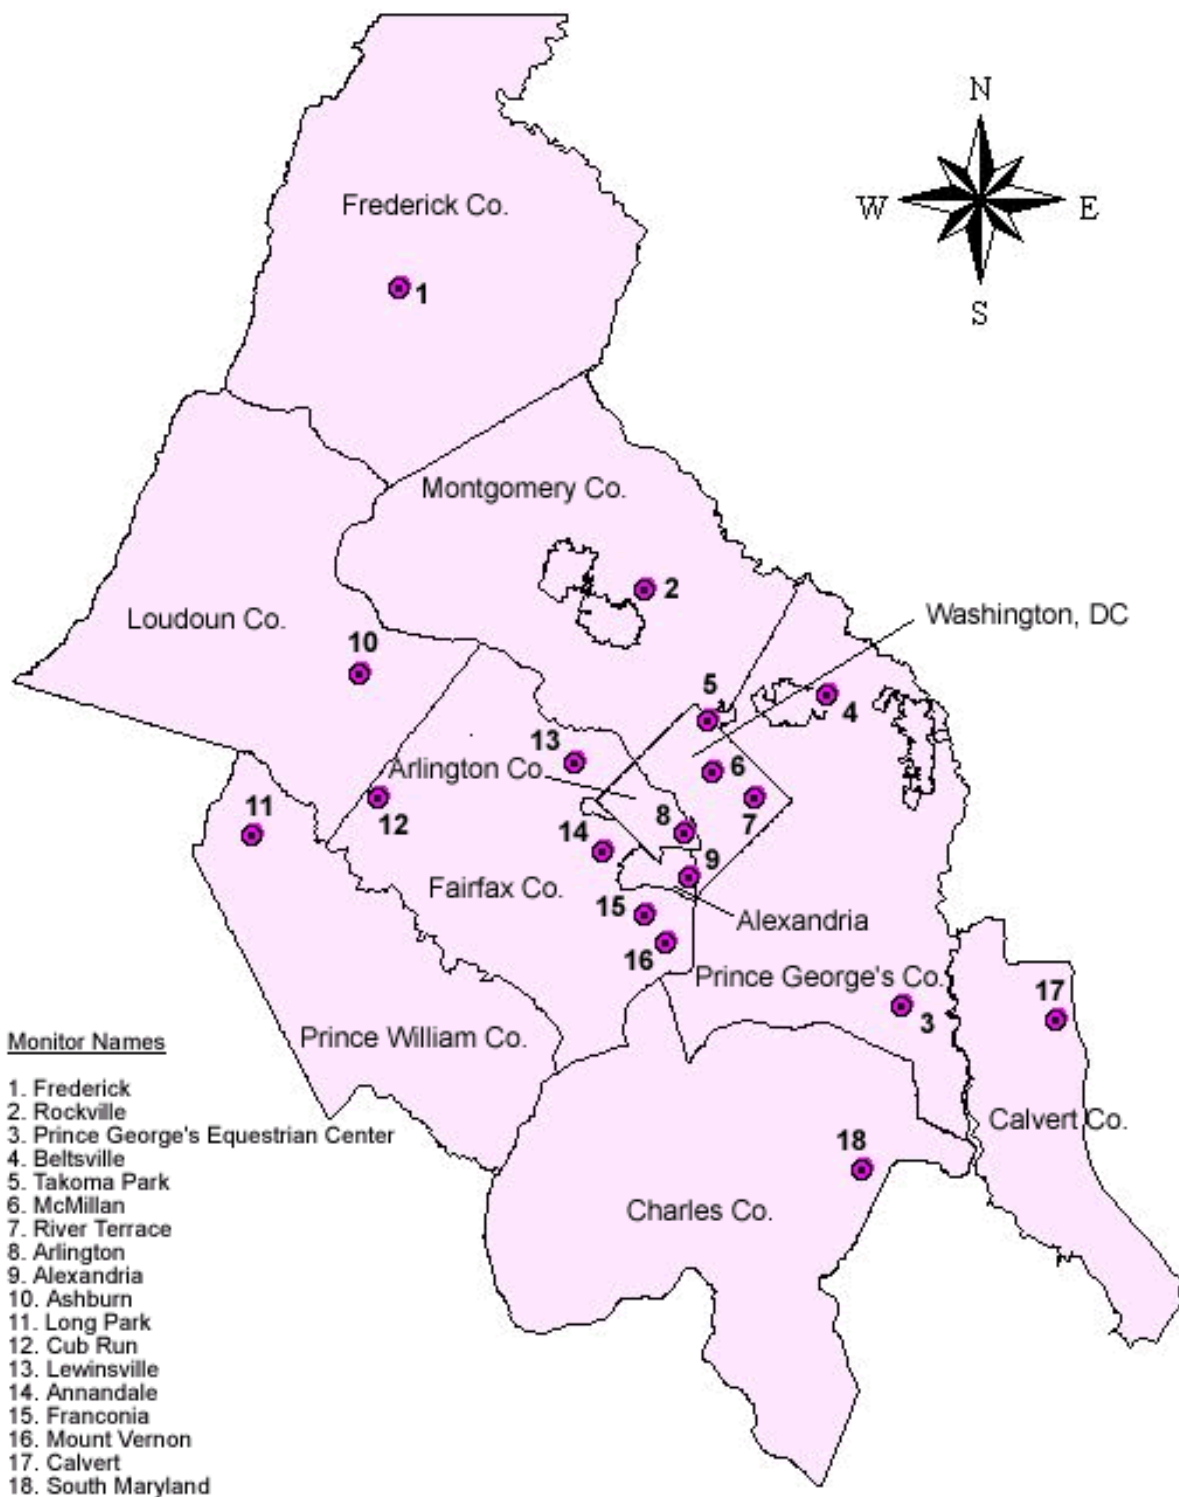 N
W
E
S
Frederick Co.
1
Montgomery Co.
2
Loudoun Co.
10
Washington, DC
5
4
13
Arlington Co.
6
11
12
8
7
14
9
Fairfax Co.
15
Alexandria
16
Prince George's Co.
17
3
Prince William Co.
Calvert Co.
18
Charles Co.
Monitor Names
1. Frederick
2. Rockville
3. Prince George's Equestrian Center
4. Beltsville
5. Takoma Park
6. McMillan
7. River Terrace
8. Arlington
9. Alexandria
10. Ashburn
11. Long Park
12. Cub Run
13. Lewinsville
14. Annandale
15. Franconia
16. Mount Vernon
17. Calvert
18. South Maryland